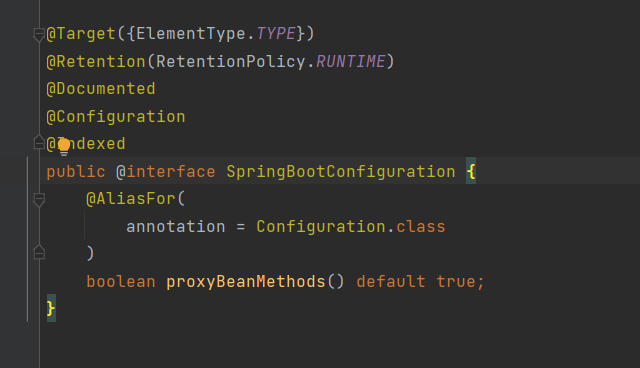 @Target({ElementType.TYPE})
@Retention(RetentionPolicy.RUNTIME)
@Documented
@Configuration
@Indexed
public @interface SpringBootConfiguration {
    @AliasFor(
        annotation = Configuration.class
    )
    boolean proxyBeanMethods() default true;
}